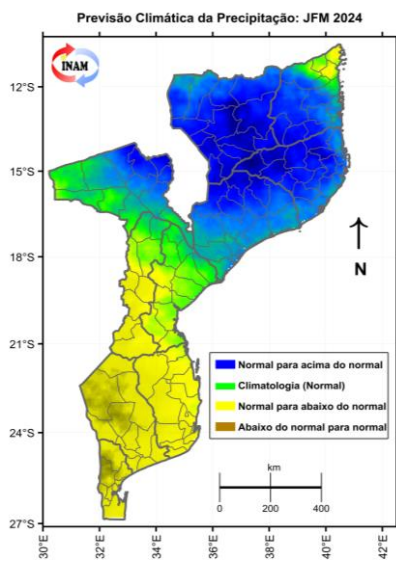 Previsão Climática da Precipitação: JFM 2024
INAM
12°S
15°S
18°S
21°S
24°S
27°S
N
Normal para acima do normal
Climatologia (Normal)
Normal para abaixo do normal
Abaixo do normal para normal
km
0 200 400
30°E 32°E 34°E 36°E 38°E 40°E 42°E